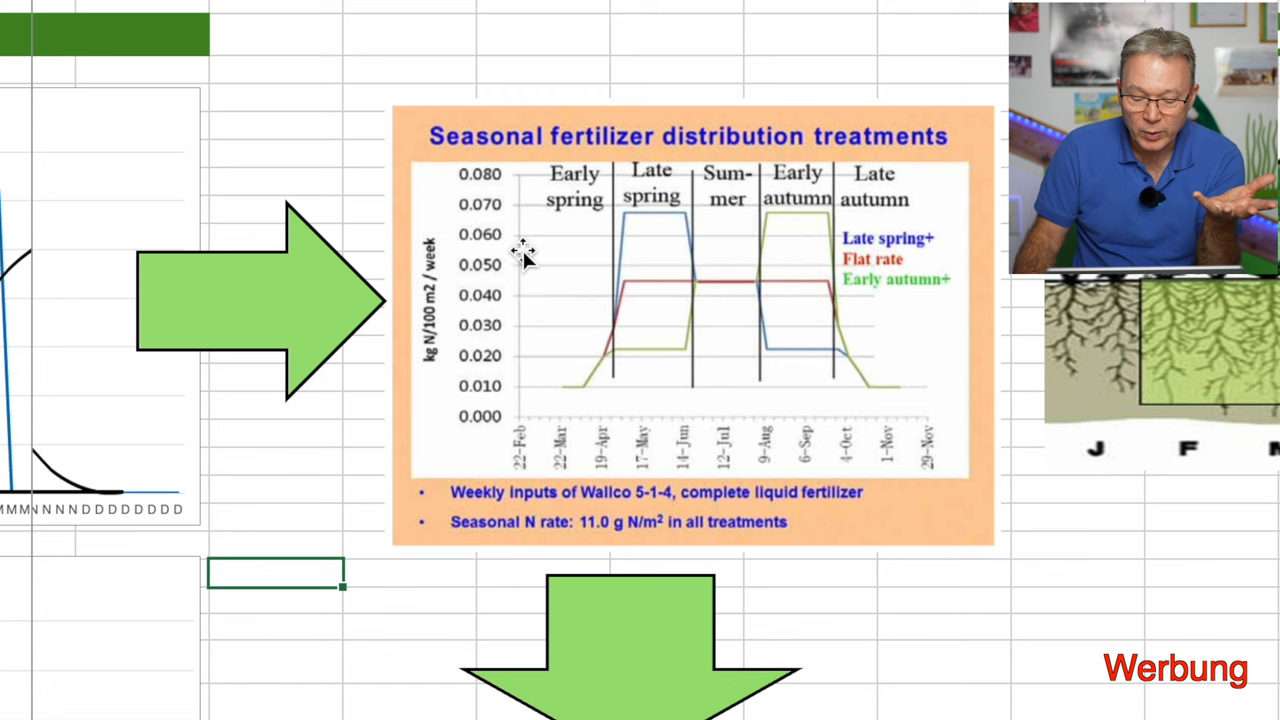 Seasonal fertilizer distribution treatments
Early spring
Late spring
Sum-mer
Early autumn
Late autumn
0.080
0.070
0.060
0.050
0.040
0.030
0.020
0.010
0.000
kg N/100 m2 / week
Late spring+
Flat rate
Early autumn+
22-Feb
22-Mar
19-Apr
17-May
14-Jun
12-Jul
9-Aug
6-Sep
4-Oct
1-Nov
29-Nov
• Weekly inputs of Wallco 5-1-4, complete liquid fertilizer
• Seasonal N rate: 11.0 g N/m² in all treatments
J F M
MMMNNNNNDDDDDDDDD
Werbung